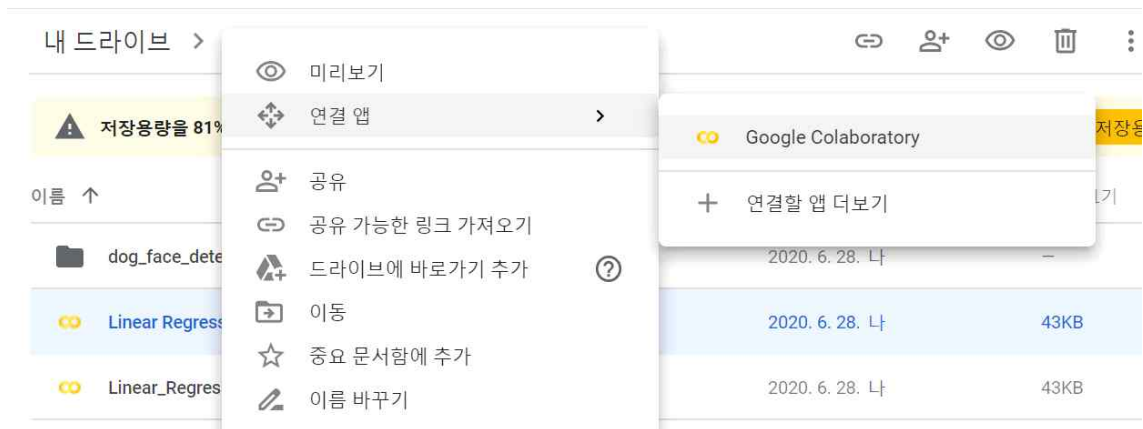 내 드라이브 >
미리보기
연결 앱
Google Colaboratory
저장용량을 81%
저장용
공유
연결할 앱 더보기
이름
공유 가능한 링크 가져오기
dog_face_dete
드라이브에 바로가기 추가
2020. 6. 28. 나
–
이동
Linear Regress
2020. 6. 28. 나
43KB
중요 문서함에 추가
Linear_Regres
이름 바꾸기
2020. 6. 28. 나
43KB